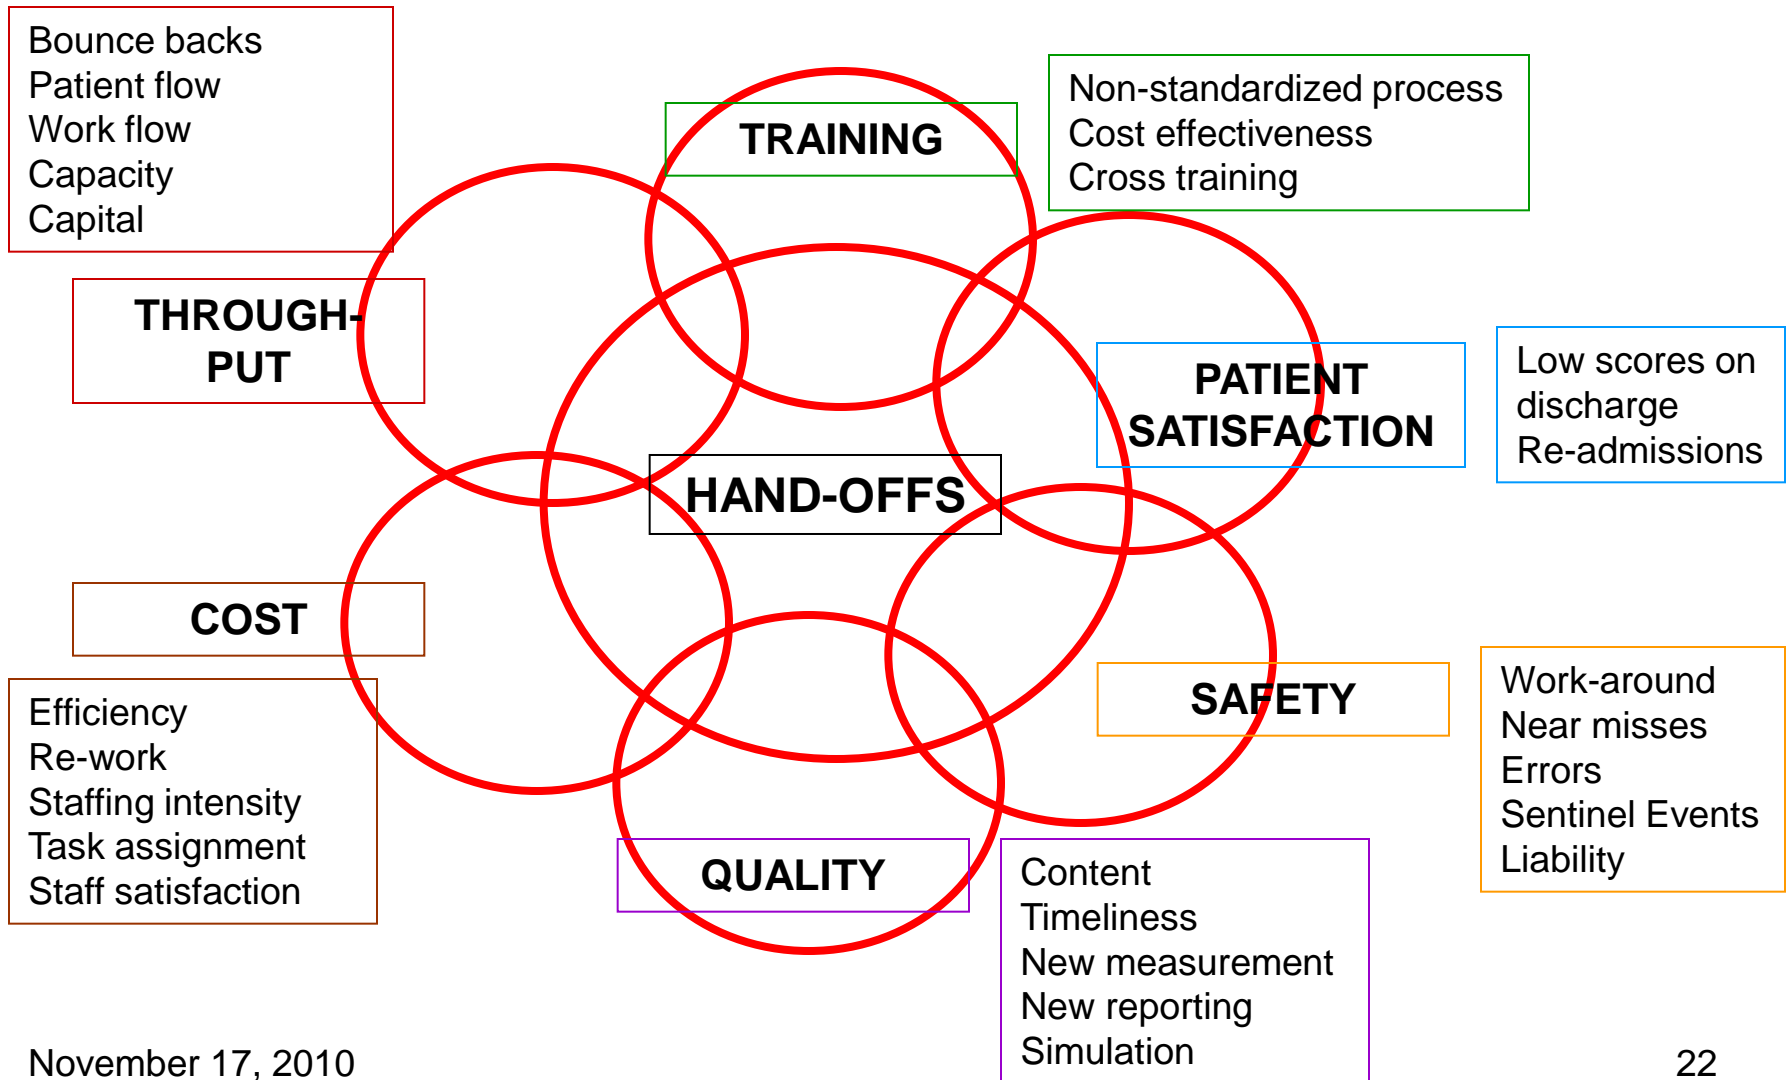 Bounce backs
Patient flow
Work flow
Capacity
Capital
TRAINING
Non-standardized process
Cost effectiveness
Cross training
THROUGH-
PUT
PATIENT
SATISFACTION
Low scores on
discharge
Re-admissions
HAND-OFFS
COST
Efficiency
Re-work
Staffing intensity
Task assignment
Staff satisfaction
SAFETY
Work-around
Near misses
Errors
Sentinel Events
Liability
QUALITY
Content
Timeliness
New measurement
New reporting
Simulation
November 17, 2010
22